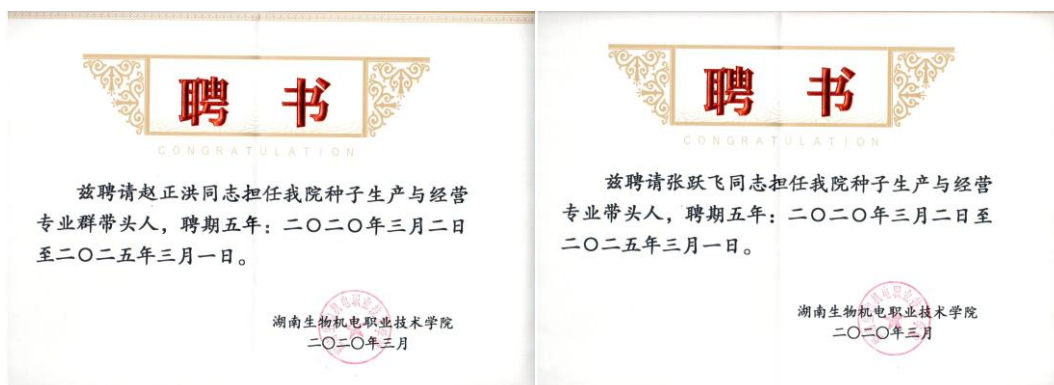 聘 书
CONGRATULATION
兹聘请赵正洪同志担任我院种子生产与经营
专业群带头人，聘期五年：二〇二〇年三月二日
至二〇二五年三月一日。
湖南生物机电职业技术学院
二〇二〇年三月
聘 书
CONGRATULATION
兹聘请张跃飞同志担任我院种子生产与经营
专业带头人，聘期五年：二〇二〇年三月二日至
二〇二五年三月一日。
湖南生物机电职业技术学院
二〇二〇年三月